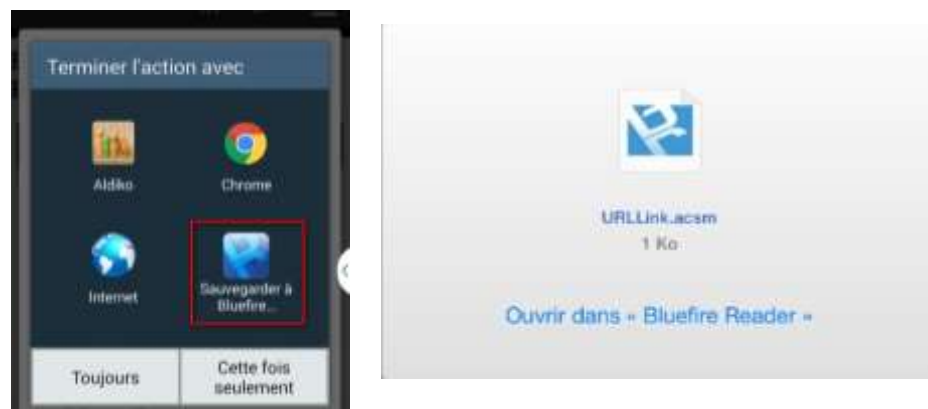 Terminer l'action avec
Aldiko
Chrome
Internet
Sauvegarder à
Bluefire...
Toujours
Cette fois
seulement
URLLink.acsm
1 Ko
Ouvrir dans « Bluefire Reader »